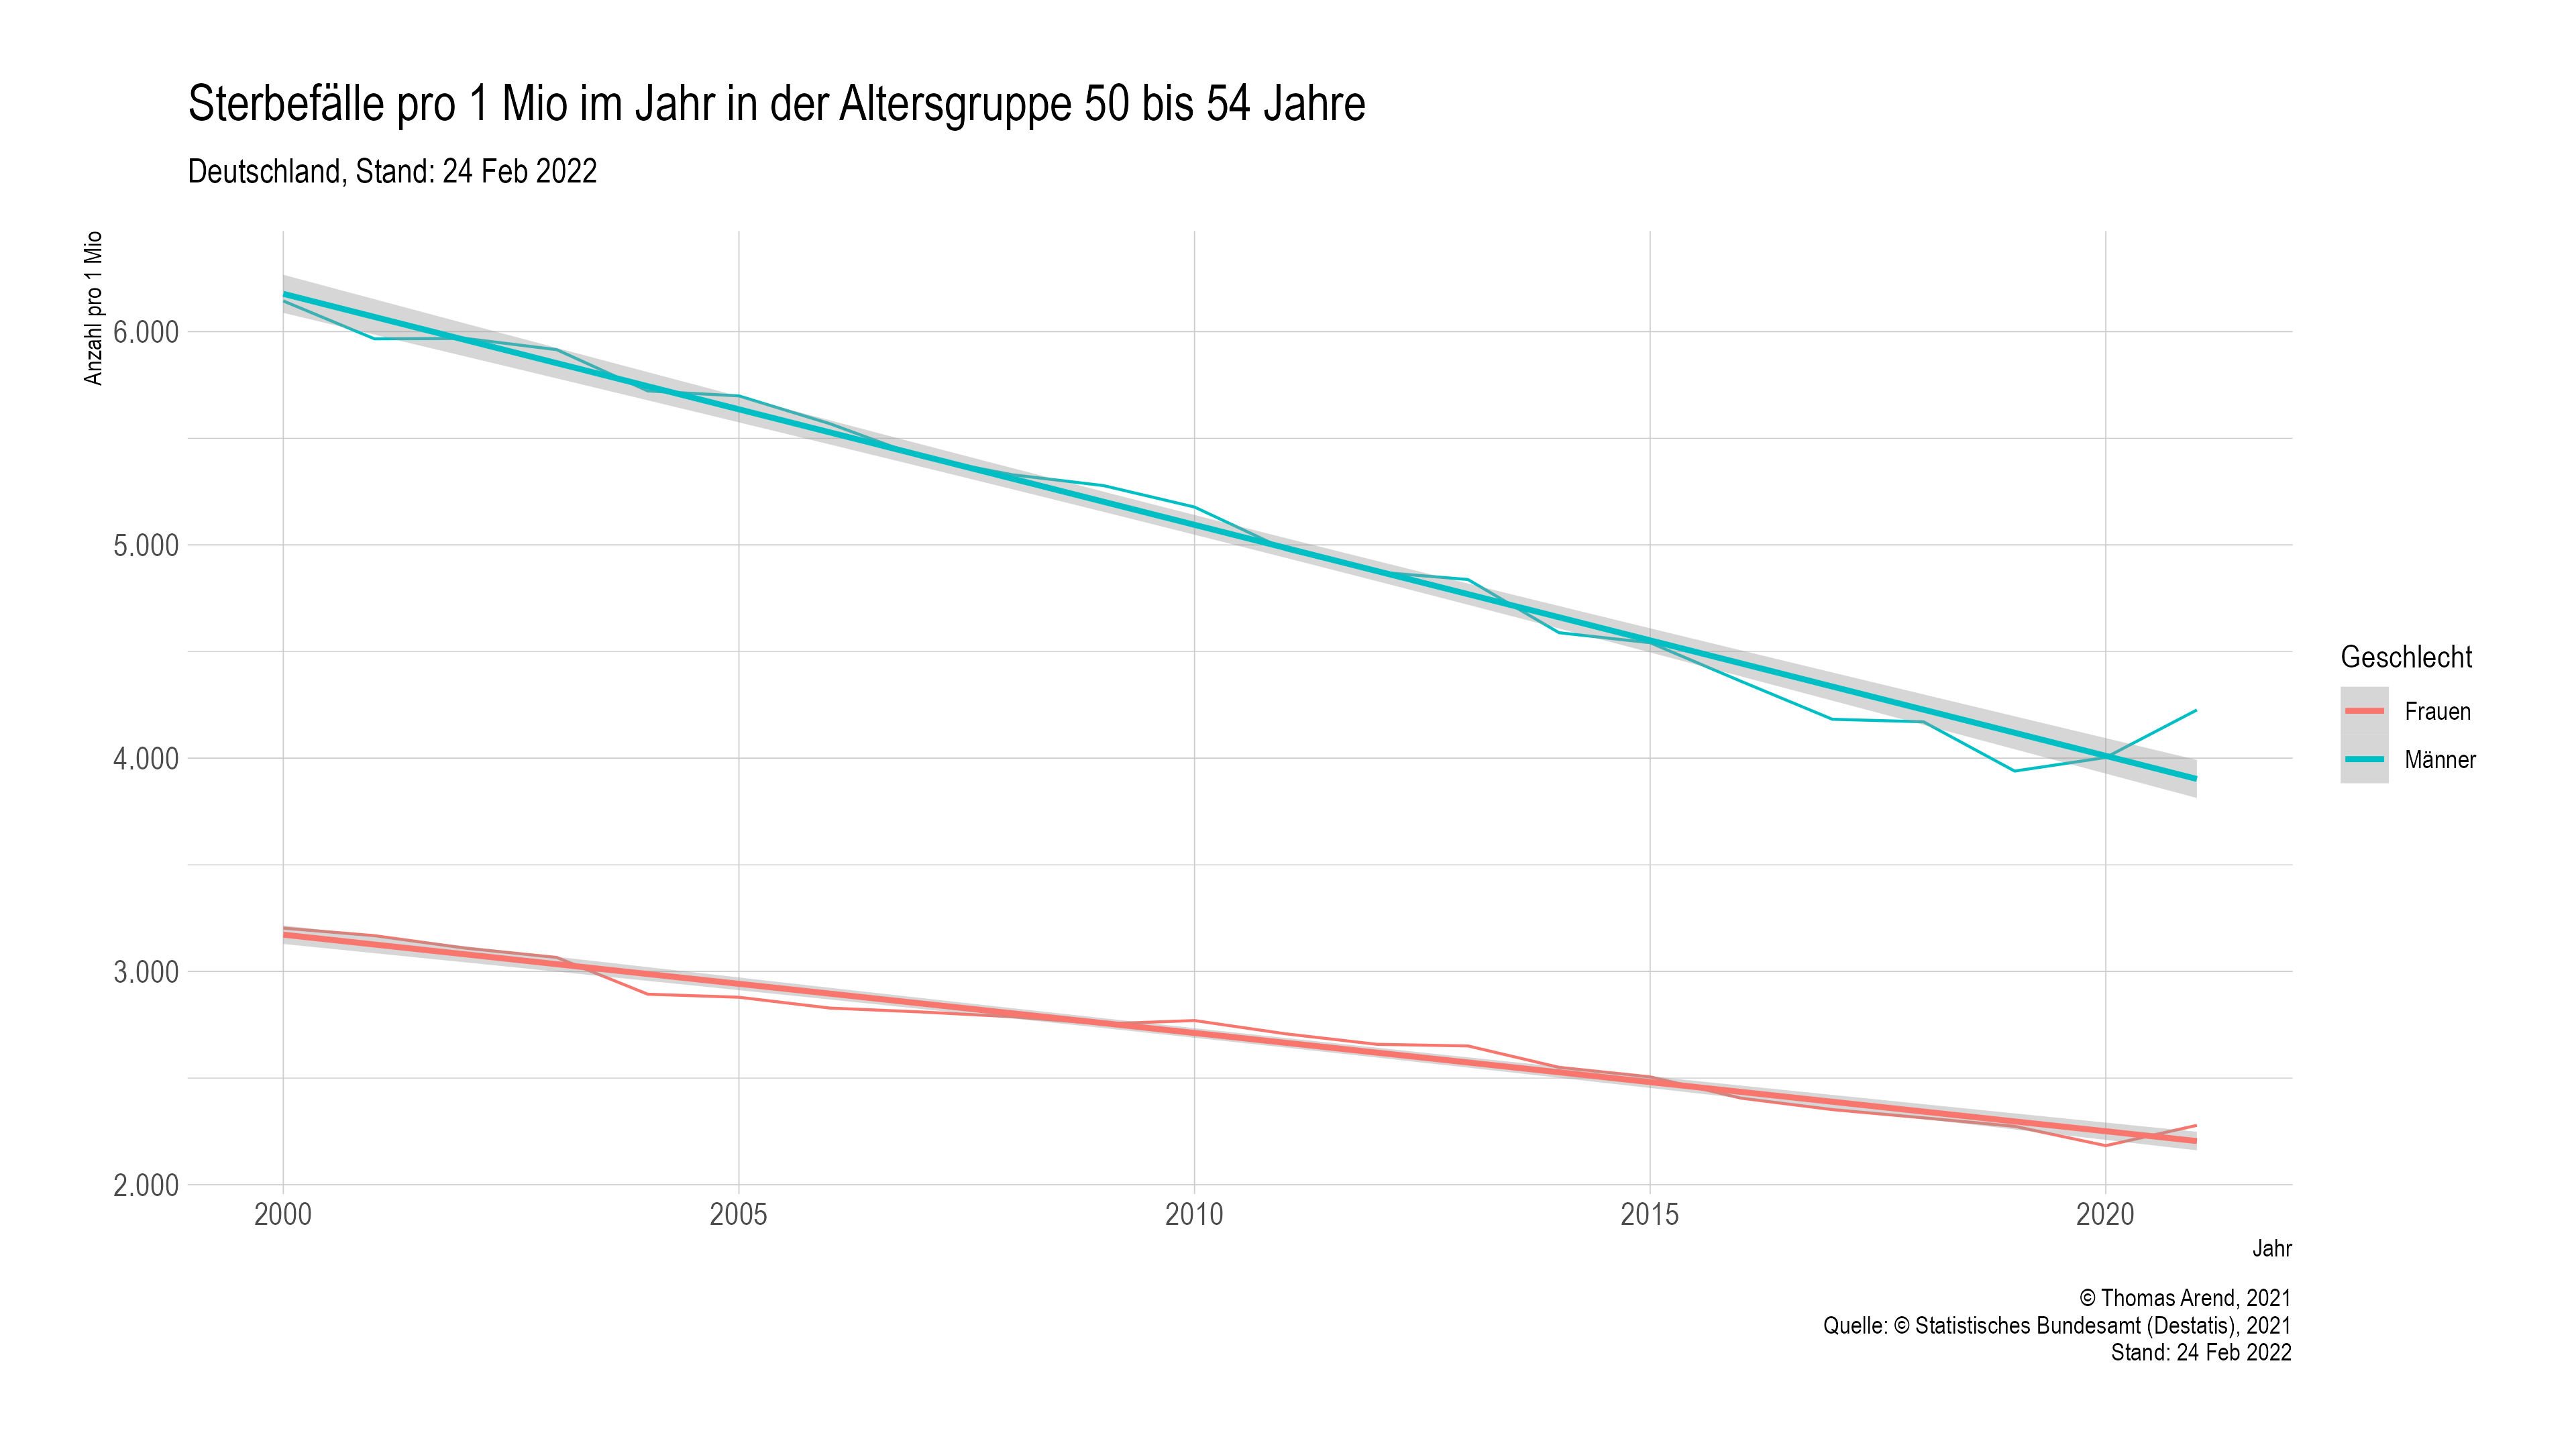 Sterbefälle pro 1 Mio im Jahr in der Altersgruppe 50 bis 54 Jahre
Deutschland, Stand: 24 Feb 2022
Anzahl pro 1 Mio
6.000
5.000
4.000
3.000
2.000
2000
2005
2010
2015
2020
Jahr
Geschlecht
Frauen
Männer
© Thomas Arend, 2021
Quelle: © Statistisches Bundesamt (Destatis), 2021
Stand: 24 Feb 2022